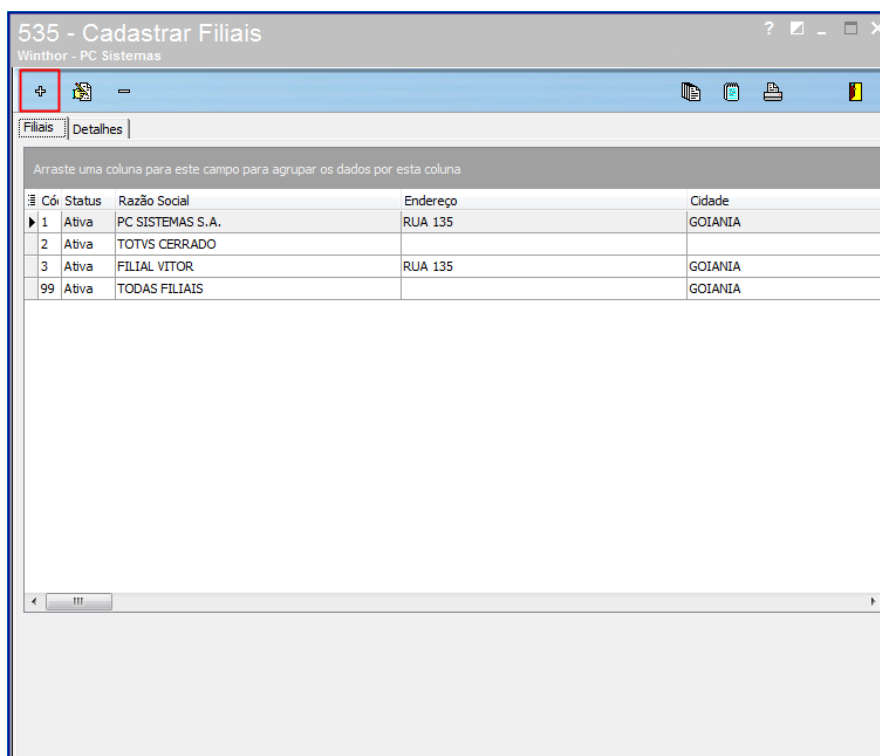 535 - Cadastrar Filiais
Winthor - PC Sistemas
Filiais Detalhes
Arraste uma coluna para este campo para agrupar os dados por esta coluna
Cói Status Razão Social Endereço Cidade
1 Ativa PC SISTEMAS S.A. RUA 135 GOIANIA
2 Ativa TOTVS CERRADO
3 Ativa FILIAL VITOR RUA 135 GOIANIA
99 Ativa TODAS FILIAIS GOIANIA